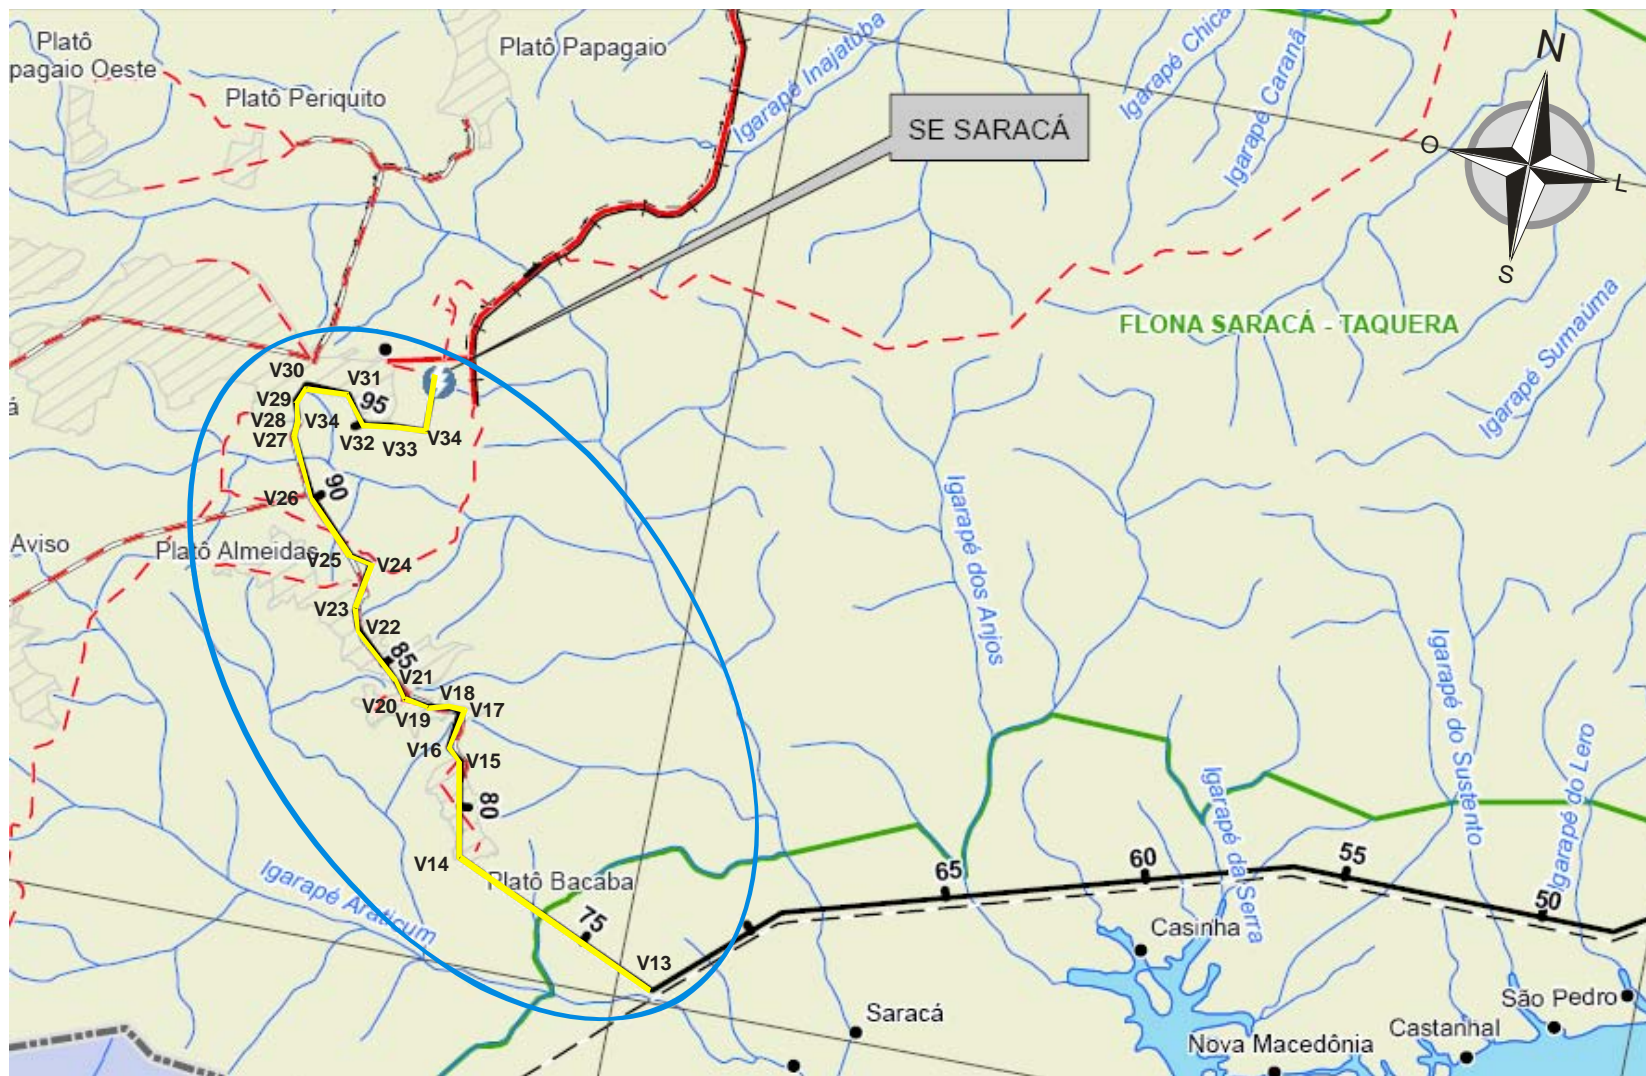 Platô
pagaio Oeste
Platô Periquito
Platô Papagaio
Igarapé Inajatuba
Igarapé Chica
Igarapé Caranã
SE SARACÁ
N
O
L
S
FLONA SARACÁ - TAQUERA
Igarapé Sumaúma
á
V30
V31
V29
95
V28
V34
V27
V32
V33
V34
V26
90
Aviso
Platô Almeidas
V25
V24
V23
V22
85
V21
V20
V18
V19
V17
V16
V15
80
V14
Platô Bacaba
75
V13
Igarapé Araticum
Igarapé dos Anjos
Igarapé da Serra
Igarapé do Sustento
Igarapé do Lero
65
60
55
50
Casinha
Saracá
São Pedro
Castanhal
Nova Macedônia